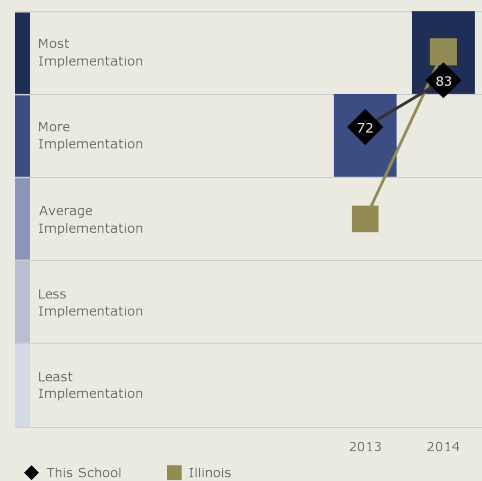 Most
Implementation
83
More
Implementation
72
Average
Implementation
Less
Implementation
Least
Implementation
2013 2014
This School Illinois